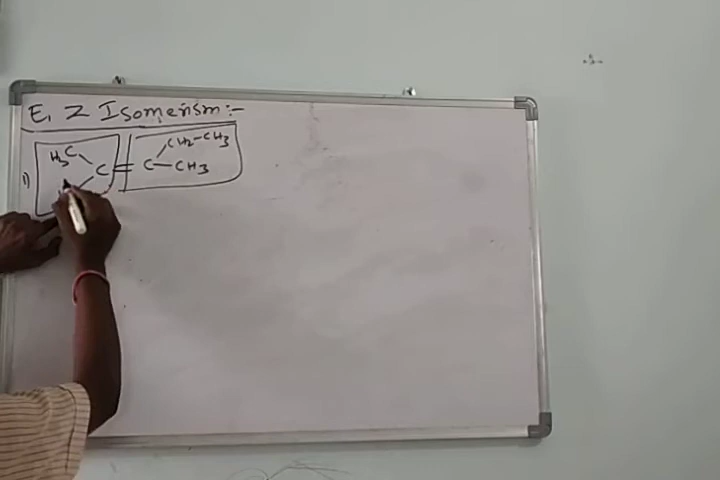 E, Z Isomerism:-
CH2-CH3
H3C
1) C = C - CH3